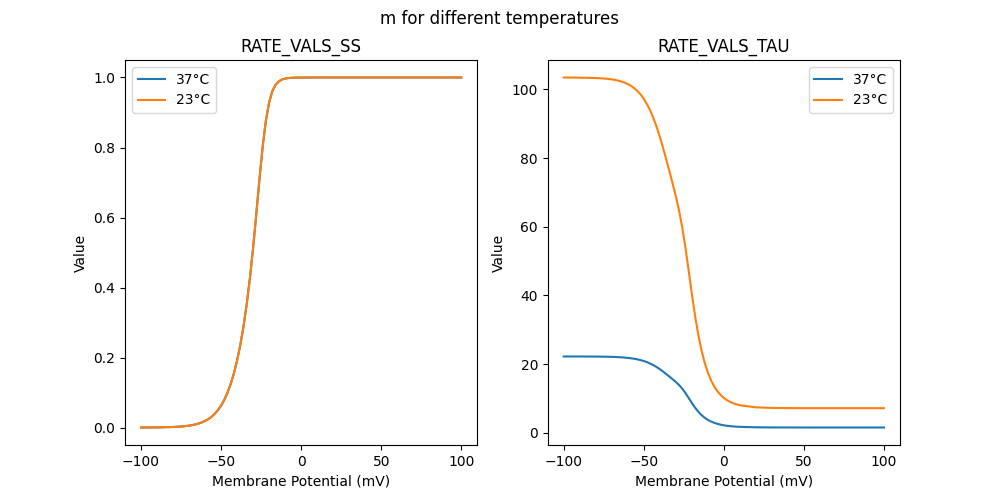 m for different temperatures
RATE_VALS_SS
RATE_VALS_TAU
37°C
23°C
37°C
23°C
1.0
0.8
0.6
0.4
0.2
0.0
Value
−100
−50
0
50
100
Membrane Potential (mV)
100
80
60
40
20
0
Value
−100
−50
0
50
100
Membrane Potential (mV)